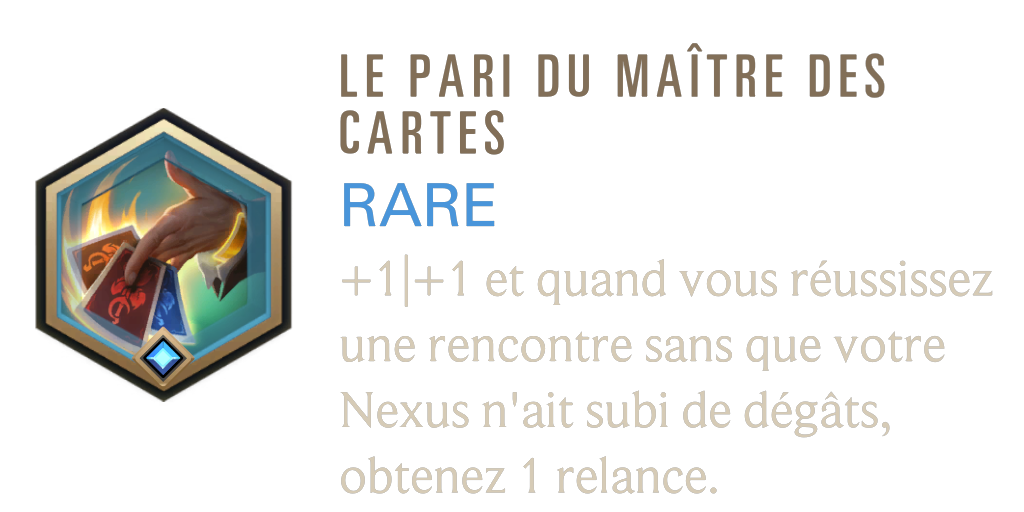 LE PARI DU MAÎTRE DES
CARTES
RARE
+1|+1 et quand vous réussissez
une rencontre sans que votre
Nexus n'ait subi de dégâts,
obtenez 1 relance.